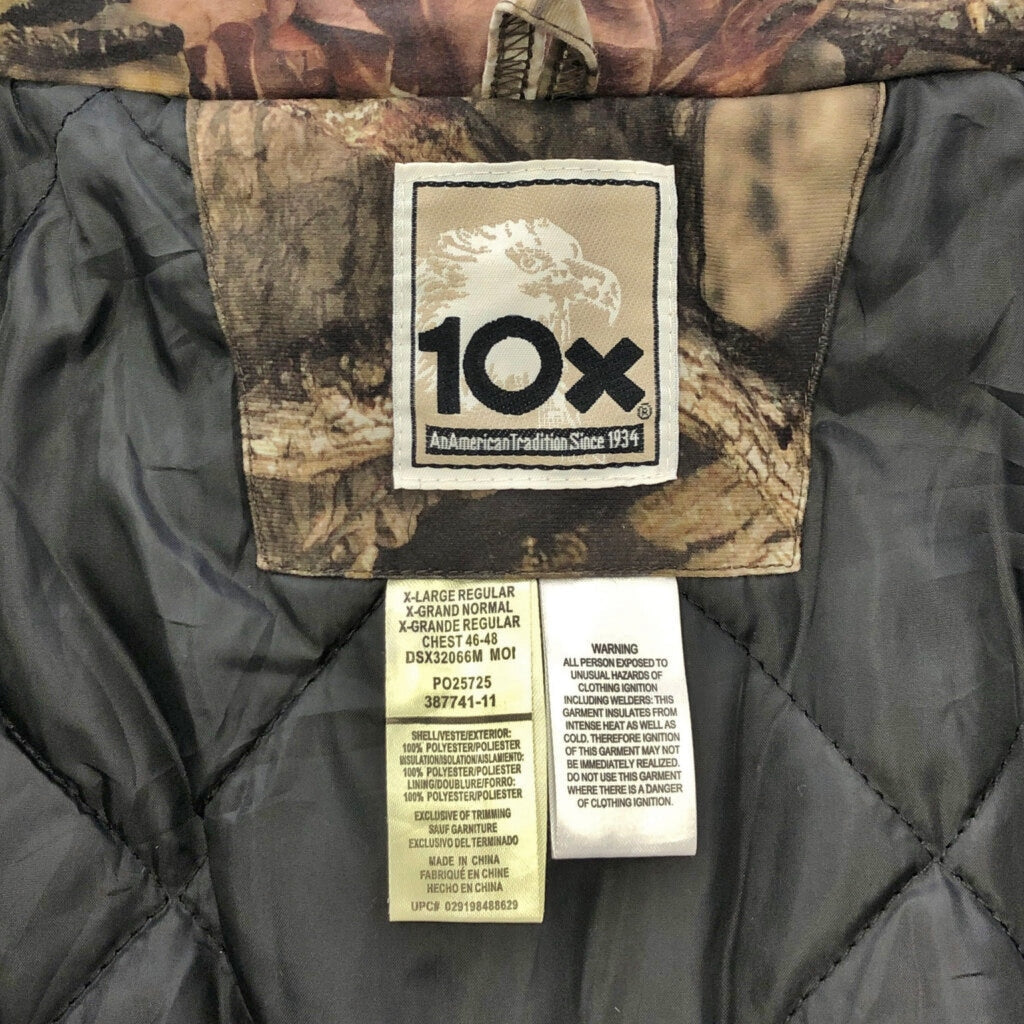 10x
®
An American Tradition Since 1934
X-LARGE REGULAR
X-GRAND NORMAL
X-GRANDE REGULAR
CHEST 46-48
DSX32066M MOI
PO25725
387741-11
SHELL/VESTE/EXTERIOR:
100% POLYESTER/POLIESTER
INSULATION/ISOLATION/AISLAMIENTO:
100% POLYESTER/POLIESTER
LINING/DOUBLURE/FORRO:
100% POLYESTER/POLIESTER
EXCLUSIVE OF TRIMMING
SAUF GARNITURE
EXCLUSIVO DEL TERMINADO
MADE IN CHINA
FABRIQUÉ EN CHINE
HECHO EN CHINA
UPC# 029198488629
WARNING
ALL PERSON EXPOSED TO
UNUSUAL HAZARDS OF
CLOTHING IGNITION
INCLUDING WELDERS: THIS
GARMENT INSULATES FROM
INTENSE HEAT AS WELL AS
COLD, THEREFORE IGNITION
OF THIS GARMENT MAY NOT
BE IMMEDIATELY REALIZED.
DO NOT USE THIS GARMENT
WHERE THERE IS A DANGER
OF CLOTHING IGNITION.